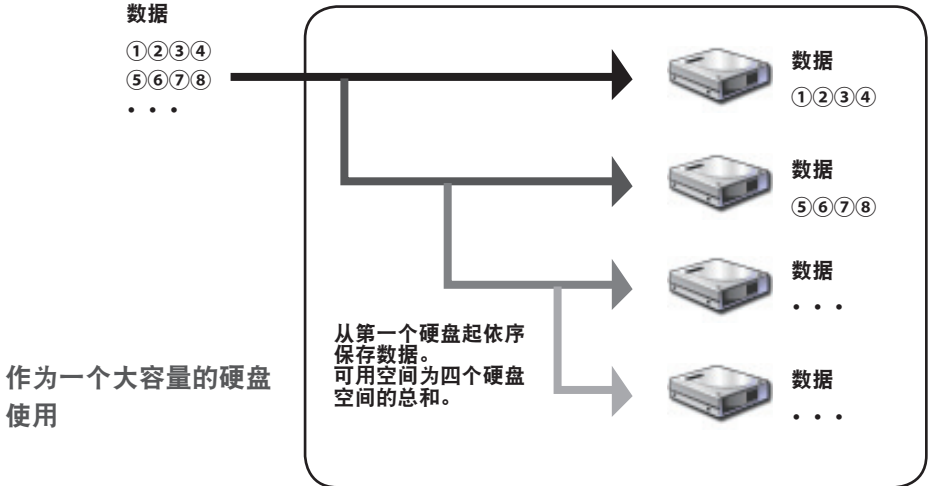 数据
①②③④
⑤⑥⑦⑧
・・・
数据
①②③④
数据
⑤⑥⑦⑧
数据
・・・
数据
・・・
从第一个硬盘起依序
保存数据。
可用空间为四个硬盘
空间的总和。
作为一个大容量的硬盘
使用